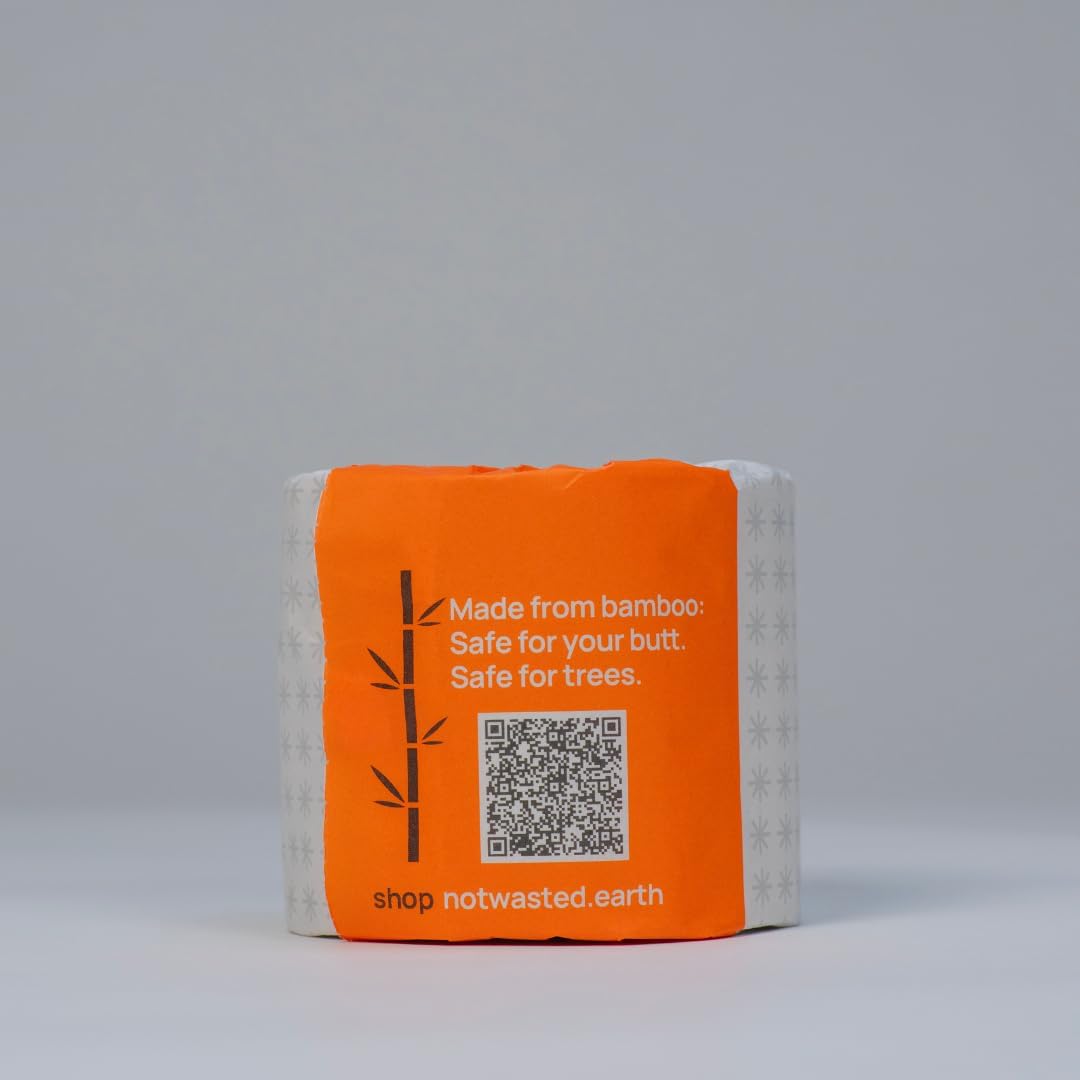 Made from bamboo:
Safe for your butt.
Safe for trees.
shop notwasted.earth